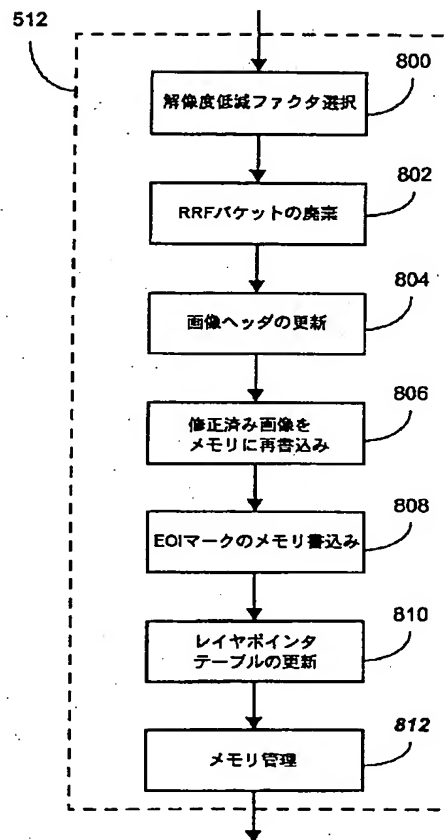 512
800
解像度低減ファクタ選択
802
RRFパケットの廃棄
804
画像ヘッダの更新
806
修正済み画像を
メモリに再書込み
808
EOIマークのメモリ書込み
810
レイヤポインタ
テーブルの更新
812
メモリ管理